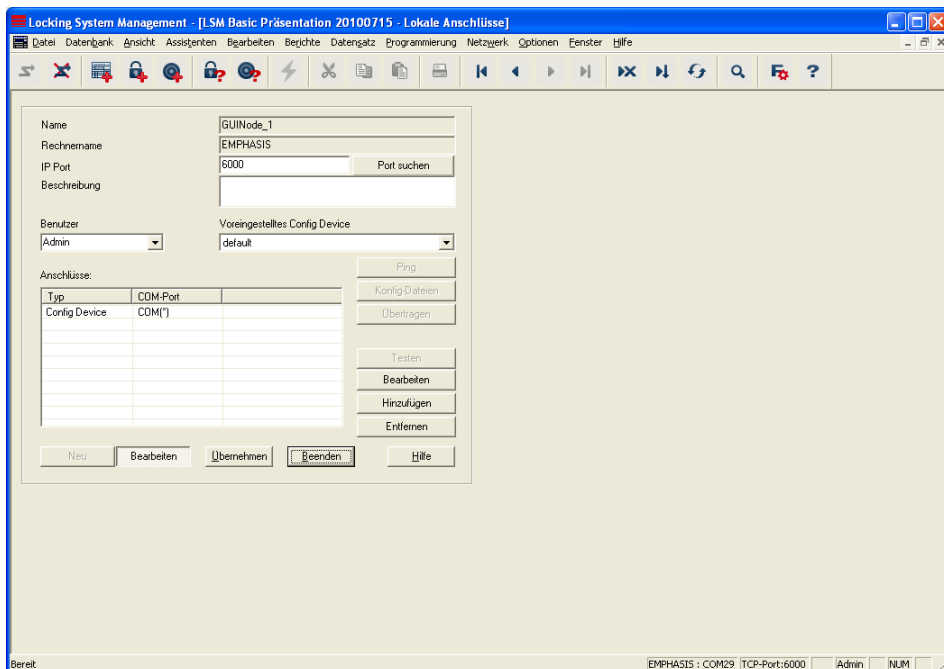 Locking System Management - [LSM Basic Präsentation 20100715 - Lokale Anschlüsse]
Datei Datenbank Ansicht Assistenten Bearbeiten Berichte Datensatz Programmierung Netzwerk Optionen Fenster Hilfe
Name GUINode_1
Rechnername EMPHASIS
IP Port 6000 Port suchen
Beschreibung
Benutzer Voreingestelltes Config Device
Admin default
Ping
Anschlüsse:
Konfig-Dateien
Typ COM-Port
Config Device COM(*)
Übertragen
Testen
Bearbeiten
Hinzufügen
Entfernen
Neu Bearbeiten Übernehmen Beenden Hilfe
Bereit EMPHASIS : COM29 TCP-Port:6000 Admin NUM